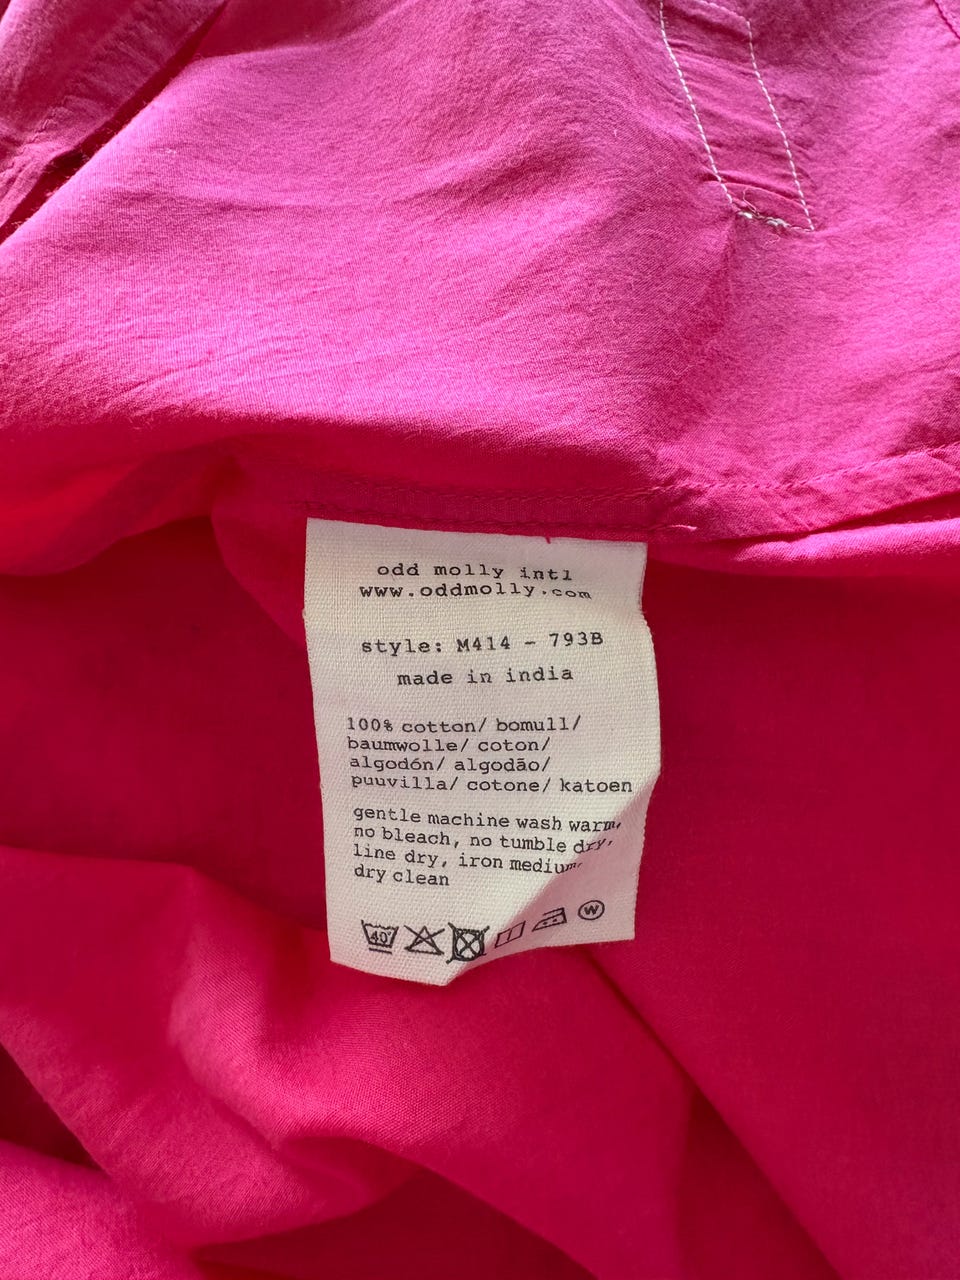 odd molly intl
www.oddmolly.com
style: M414 - 793B
made in india
100% cotton/ bomull/
baumwolle/ coton/
algodón/ algodão/
puuvilla/ cotone/ katoen
gentle machine wash warm,
no bleach, no tumble dry,
line dry, iron medium,
dry clean
40° W